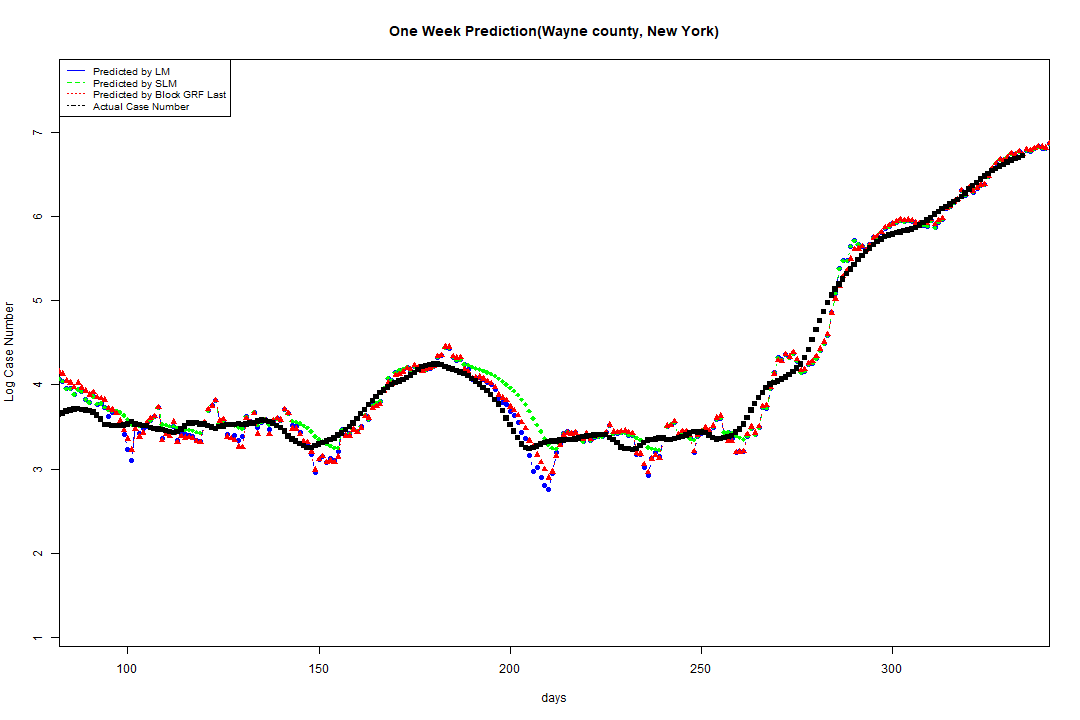 One Week Prediction(Wayne county, New York)
Predicted by LM
Predicted by SLM
Predicted by Block GRF Last
Actual Case Number
7
6
5
4
3
2
1
Log Case Number
100 150 200 250 300
days